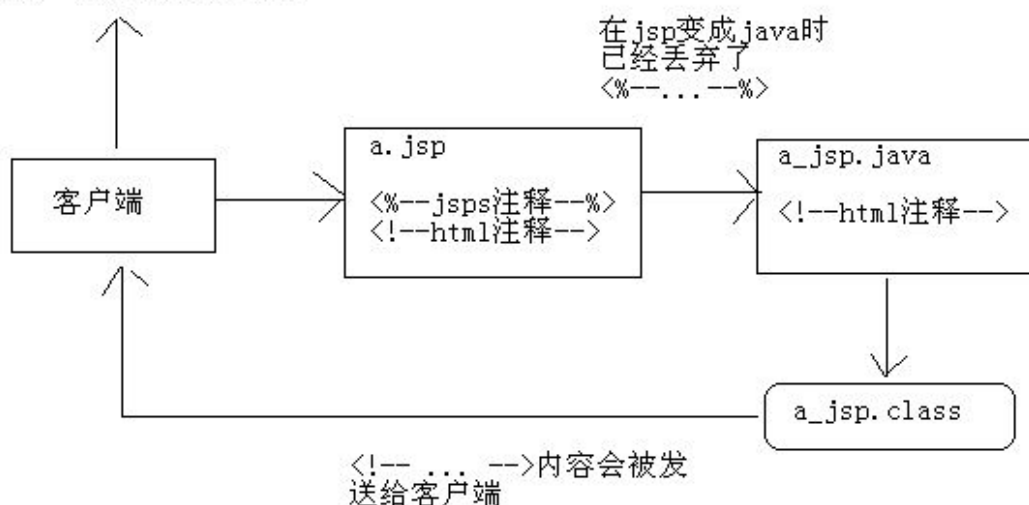 在jsp变成java时
已经丢弃了
<%--...--%>
a.jsp
<%--jsps注释--%>
<!--html注释-->
a_jsp.java
<!--html注释-->
客户端
a_jsp.class
<!-- ... -->内容会被发
送给客户端